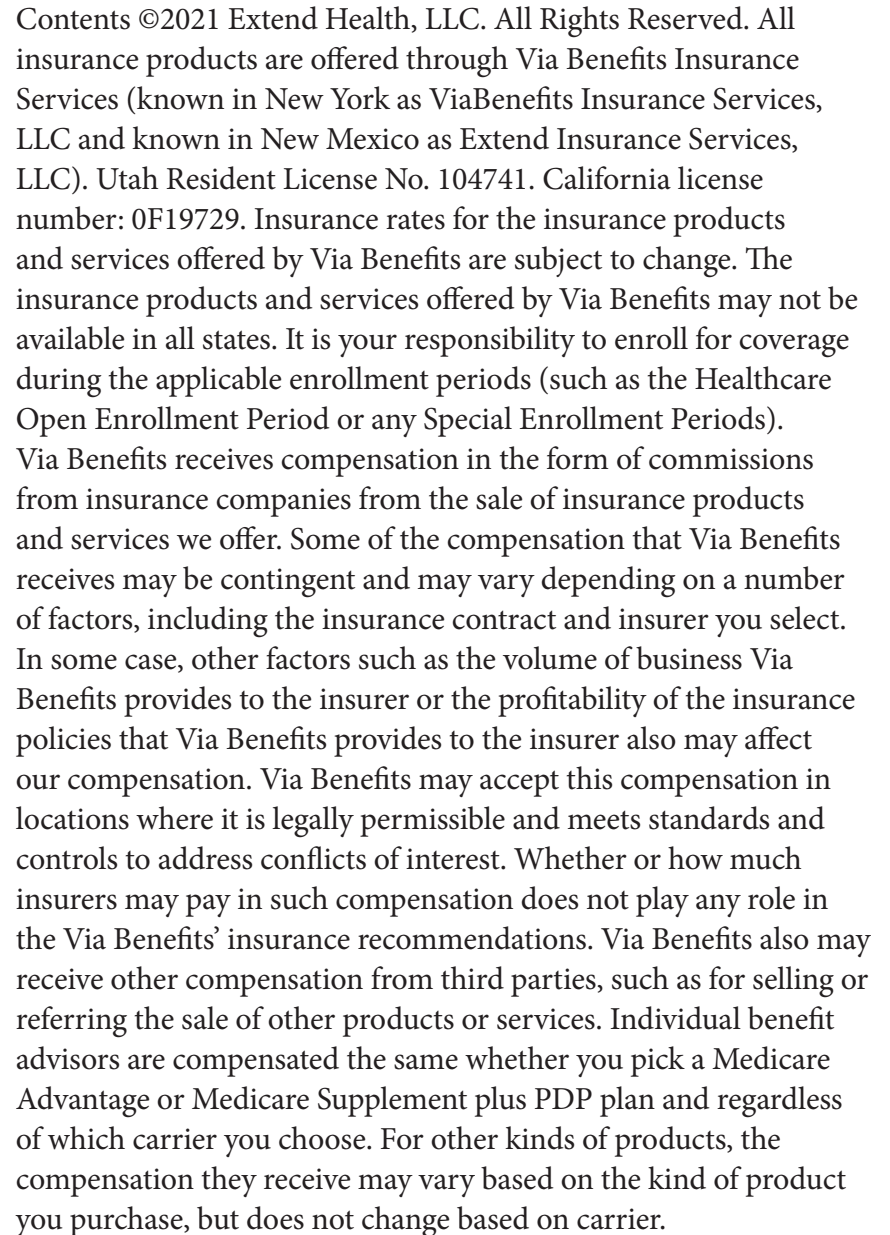 Contents ©2021 Extend Health, LLC. All Rights Reserved. All
insurance products are offered through Via Benefits Insurance
Services (known in New York as ViaBenefits Insurance Services,
LLC and known in New Mexico as Extend Insurance Services,
LLC). Utah Resident License No. 104741. California license
number: 0F19729. Insurance rates for the insurance products
and services offered by Via Benefits are subject to change. The
insurance products and services offered by Via Benefits may not be
available in all states. It is your responsibility to enroll for coverage
during the applicable enrollment periods (such as the Healthcare
Open Enrollment Period or any Special Enrollment Periods).
Via Benefits receives compensation in the form of commissions
from insurance companies from the sale of insurance products
and services we offer. Some of the compensation that Via Benefits
receives may be contingent and may vary depending on a number
of factors, including the insurance contract and insurer you select.
In some case, other factors such as the volume of business Via
Benefits provides to the insurer or the profitability of the insurance
policies that Via Benefits provides to the insurer also may affect
our compensation. Via Benefits may accept this compensation in
locations where it is legally permissible and meets standards and
controls to address conflicts of interest. Whether or how much
insurers may pay in such compensation does not play any role in
the Via Benefits’ insurance recommendations. Via Benefits also may
receive other compensation from third parties, such as for selling or
referring the sale of other products or services. Individual benefit
advisors are compensated the same whether you pick a Medicare
Advantage or Medicare Supplement plus PDP plan and regardless
of which carrier you choose. For other kinds of products, the
compensation they receive may vary based on the kind of product
you purchase, but does not change based on carrier.